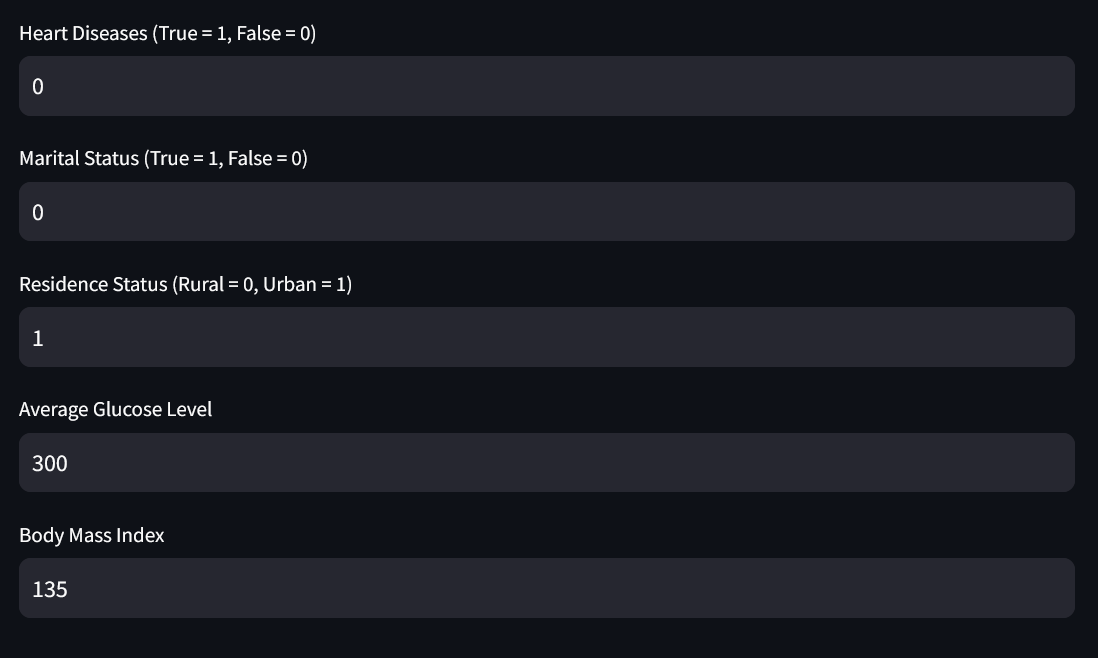 Heart Diseases (True = 1, False = 0)
0
Marital Status (True = 1, False = 0)
0
Residence Status (Rural = 0, Urban = 1)
1
Average Glucose Level
300
Body Mass Index
135